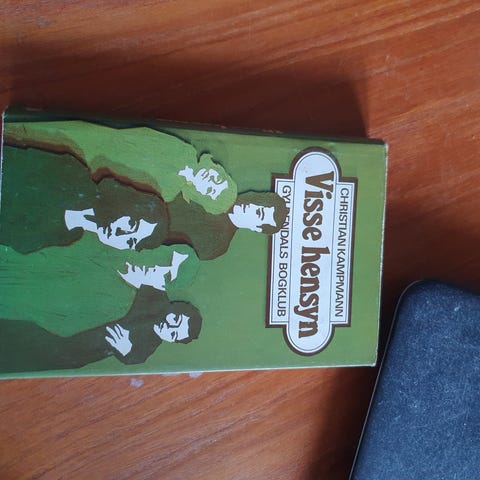 CHRISTIAN KAMPMANN
Visse hensyn
GYLDENDALS BOGKLUB